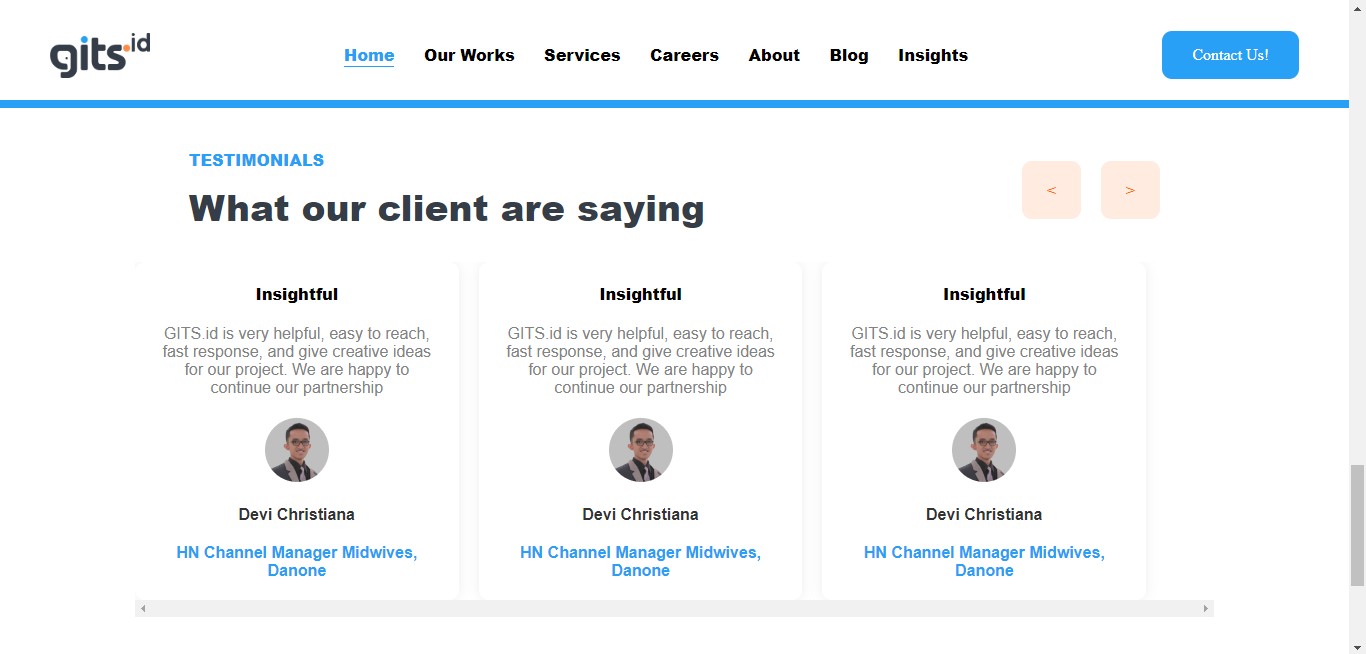 gits.id
Home Our Works Services Careers About Blog Insights
Contact Us!
TESTIMONIALS
What our client are saying
< >
Insightful
GITS.id is very helpful, easy to reach,
fast response, and give creative ideas
for our project. We are happy to
continue our partnership
Devi Christiana
HN Channel Manager Midwives,
Danone
Insightful
GITS.id is very helpful, easy to reach,
fast response, and give creative ideas
for our project. We are happy to
continue our partnership
Devi Christiana
HN Channel Manager Midwives,
Danone
Insightful
GITS.id is very helpful, easy to reach,
fast response, and give creative ideas
for our project. We are happy to
continue our partnership
Devi Christiana
HN Channel Manager Midwives,
Danone